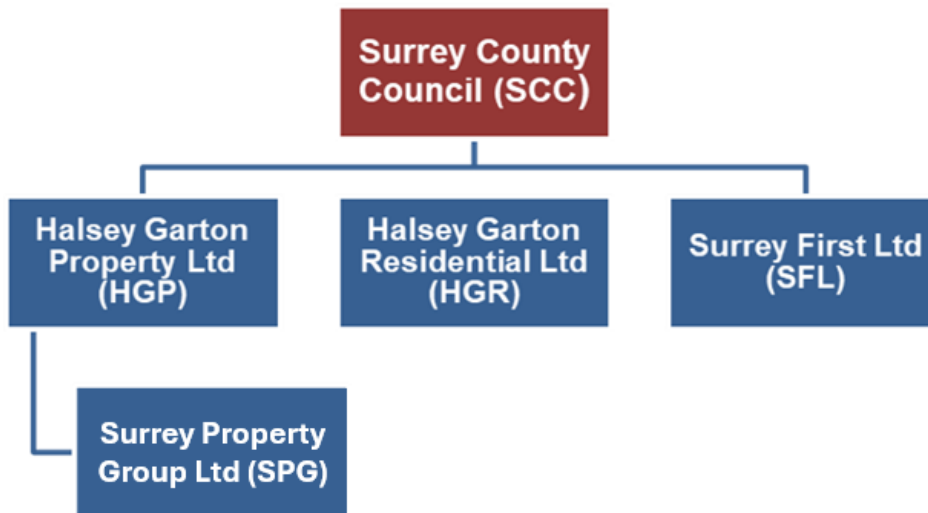 Surrey County
Council (SCC)
Halsey Garton
Property Ltd
(HGP)
Halsey Garton
Residential Ltd
(HGR)
Surrey First Ltd
(SFL)
Surrey Property
Group Ltd (SPG)